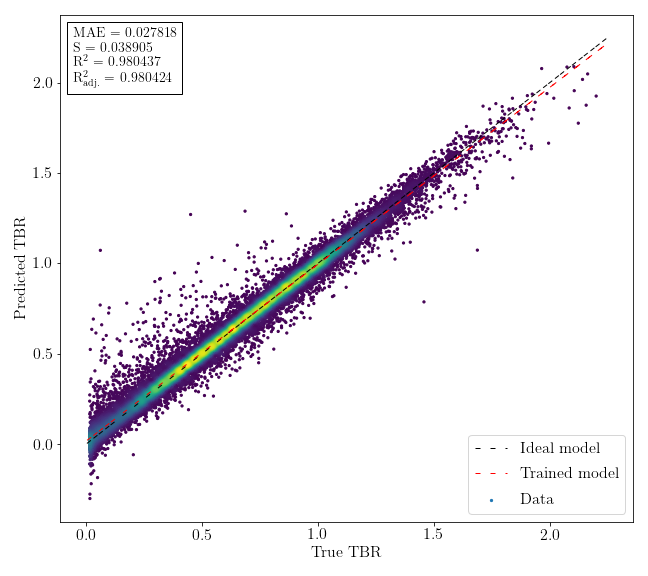 MAE = 0.027818
S = 0.038905
R² = 0.980437
R²adj. = 0.980424
2.0
1.5
1.0
0.5
0.0
Predicted TBR
Ideal model
Trained model
Data
0.0 0.5 1.0 1.5 2.0
True TBR